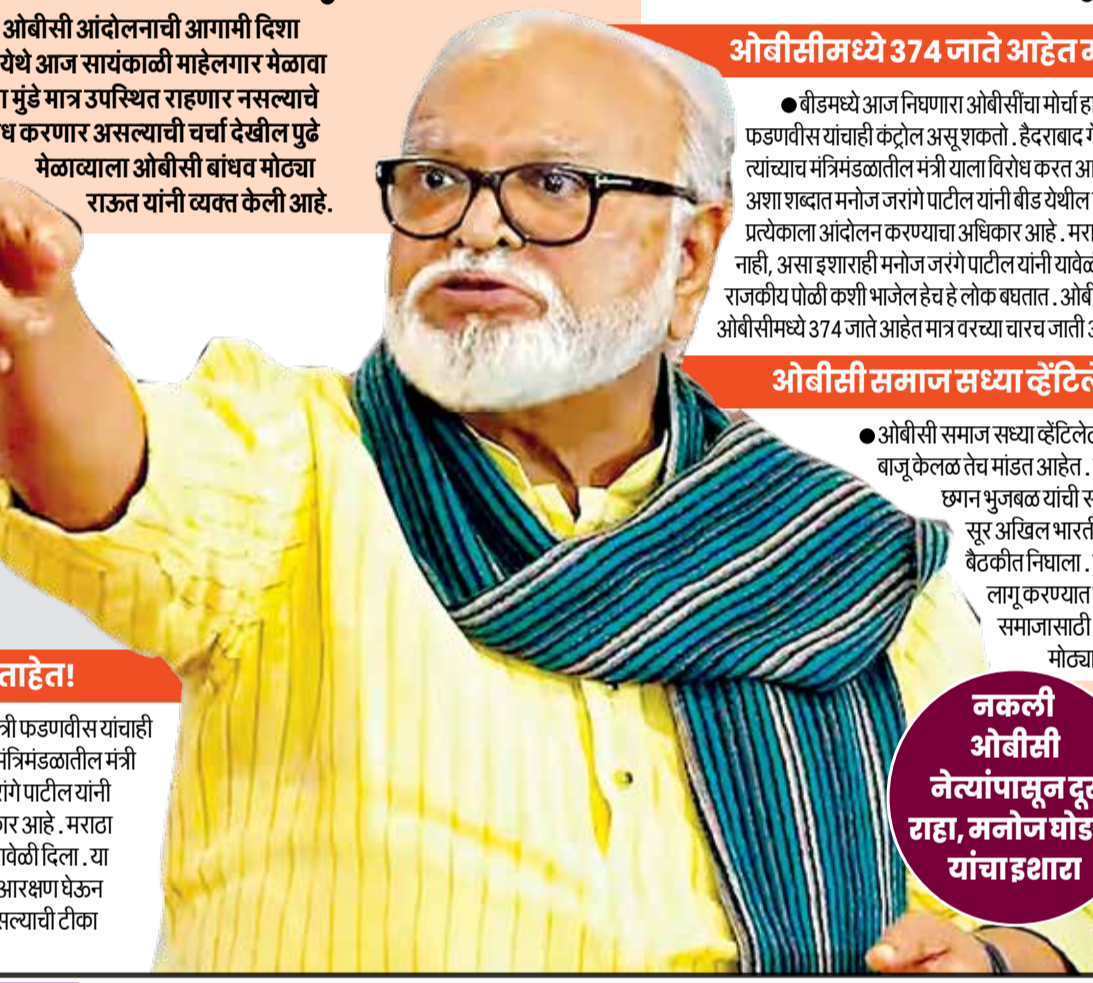 ओबीसी आंदोलनाची आगामी दिशा
येथे आज सायंकाळी माहेलगार मेळावा
मुंडे मात्र उपस्थित राहणार नसल्याचे
करणार असल्याची चर्चा देखील पुढे
मेळाव्याला ओबीसी बांधव मोठ्या
राऊत यांनी व्यक्त केली आहे.
ओबीसीमध्ये 374 जाते आहेत
●बीडमध्ये आज निघणारा ओबीसींचा मोर्चा हा
फडणवीस यांचाही कंट्रोल असू शकतो. हैदराबाद
त्यांच्याच मंत्रिमंडळातील मंत्री याला विरोध करत
अशा शब्दात मनोज जरांगे पाटील यांनी बीड येथील
प्रत्येकाला आंदोलन करण्याचा अधिकार आहे. मरा
नाही, असा इशाराही मनोज जरंगे पाटील यांनी यावेळ
राजकीय पोळी कशी भाजेल हेच हे लोक बघतात. ओब
ओबीसीमध्ये 374 जाते आहेत मात्र वरच्या चारच जाती
ओबीसी समाज सध्या व्हेंटिले
●ओबीसी समाज सध्या व्हेंटिलेट
बाजू केलळ तेच मांडत आहेत.
छगन भुजबळ यांची
सूर अखिल भारती
बैठकीत निघाला.
लागू करण्यात
समाजासाठी
मोठ्या
ताहेत!
त्री फडणवीस यांचाही
मंत्रिमंडळातील मंत्री
रांगे पाटील यांनी
कार आहे. मराठा
यावेळी दिला. या
आरक्षण घेऊन
सल्याची टीका
नकली
ओबीसी
नेत्यांपासून दूर
राहा, मनोज घोड
यांचा इशारा